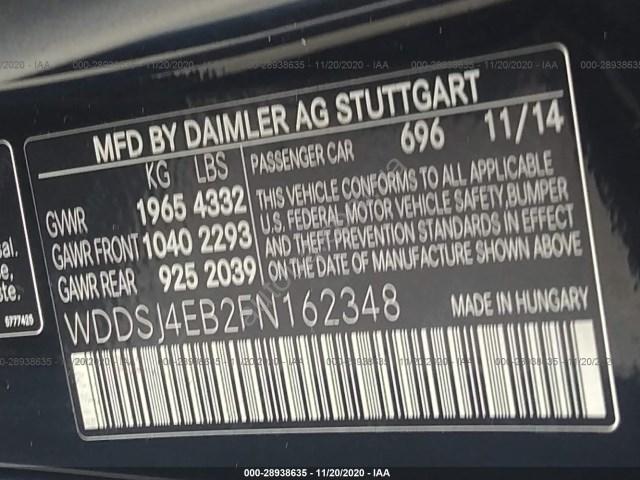 MFD BY DAIMLER AG STUTTGART
KG LBS
GVWR 1965 4332
GAWR FRONT 1040 2293
GAWR REAR 925 2039
PASSENGER CAR 696 11/14
THIS VEHICLE CONFORMS TO ALL APPLICABLE
U.S. FEDERAL MOTOR VEHICLE SAFETY, BUMPER
AND THEFT PREVENTION STANDARDS IN EFFECT
ON THE DATE OF MANUFACTURE SHOWN ABOVE
WDDSJ4EB2FN162348 MADE IN HUNGARY
000-28938635 - 11/20/2020 - IAA